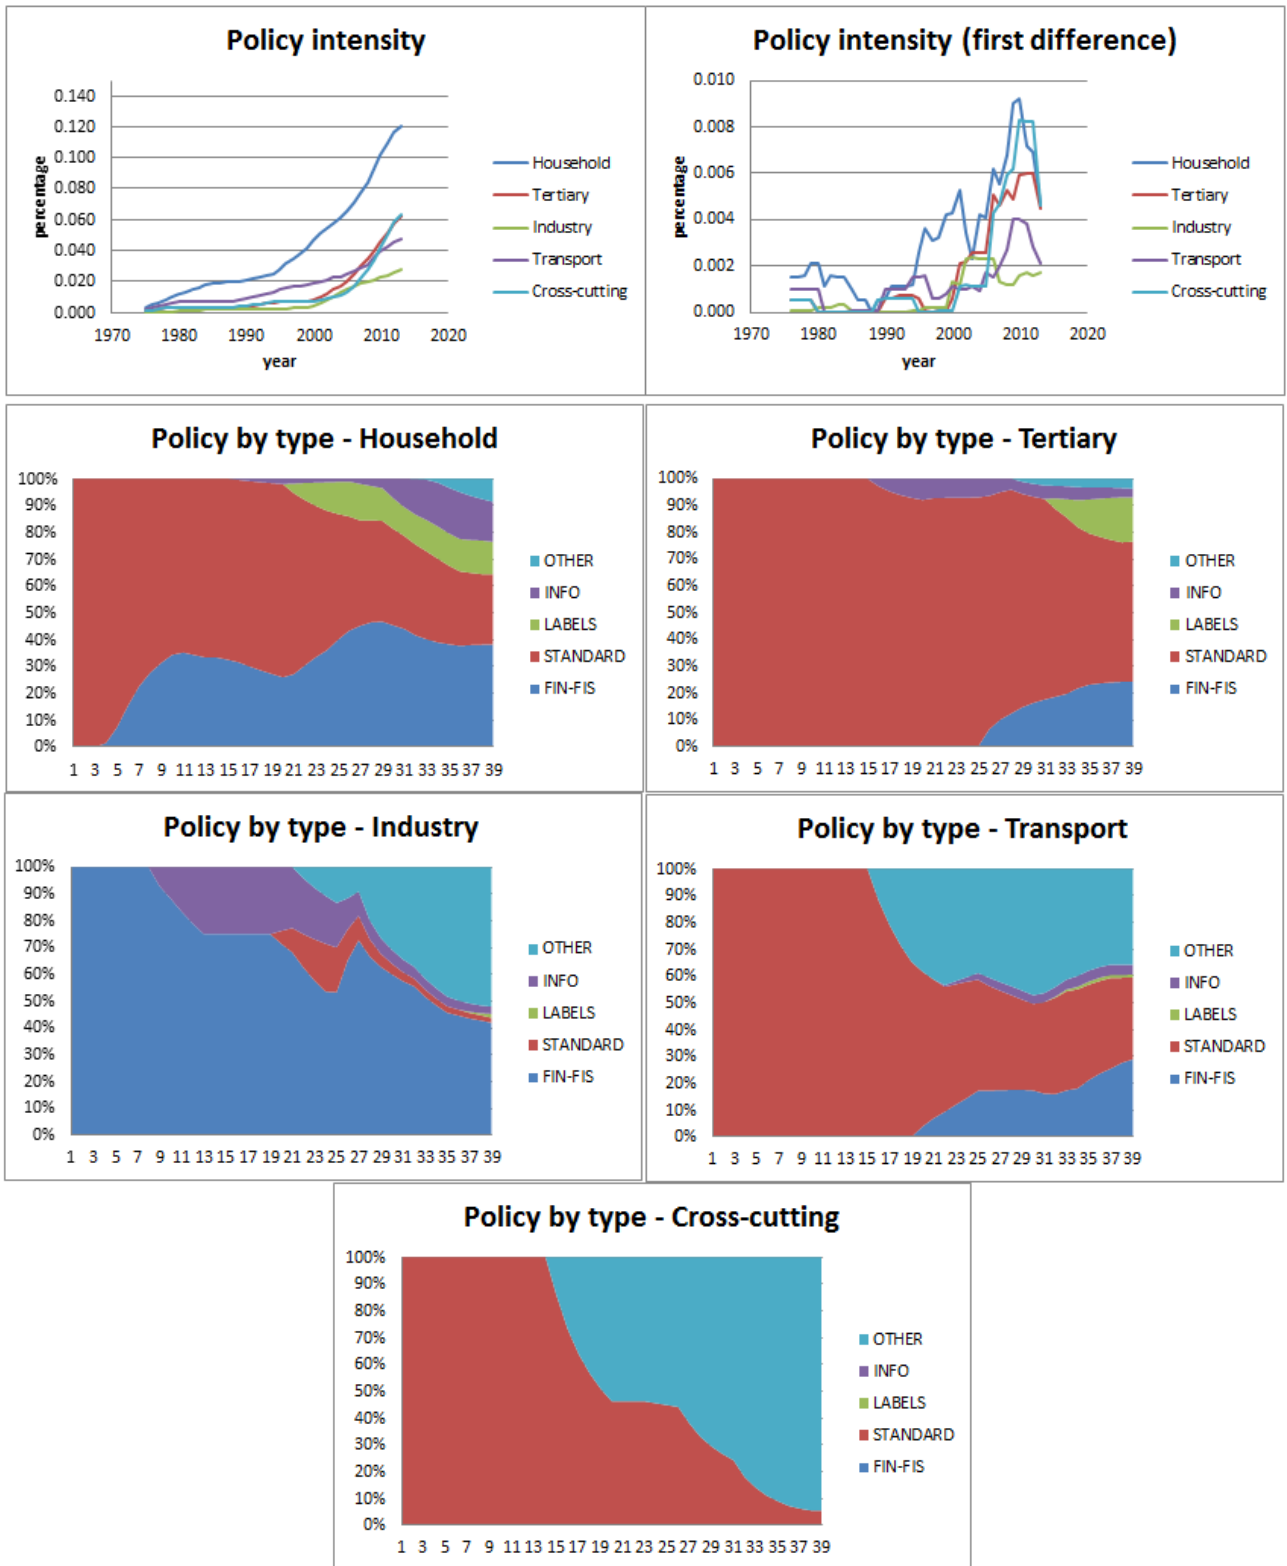 Policy intensity
0.140
0.120
0.100
0.080
0.060
0.040
0.020
0.000
percentage
1970 1980 1990 2000 2010 2020
year
Household
Tertiary
Industry
Transport
Cross-cutting
Policy intensity (first difference)
0.010
0.008
0.006
0.004
0.002
0.000
percentage
1970 1980 1990 2000 2010 2020
year
Household
Tertiary
Industry
Transport
Cross-cutting
Policy by type - Household
100%
90%
80%
70%
60%
50%
40%
30%
20%
10%
0%
1 3 5 7 9 11 13 15 17 19 21 23 25 27 29 31 33 35 37 39
OTHER
INFO
LABELS
STANDARD
FIN-FIS
Policy by type - Tertiary
100%
90%
80%
70%
60%
50%
40%
30%
20%
10%
0%
1 3 5 7 9 11 13 15 17 19 21 23 25 27 29 31 33 35 37 39
OTHER
INFO
LABELS
STANDARD
FIN-FIS
Policy by type - Industry
100%
90%
80%
70%
60%
50%
40%
30%
20%
10%
0%
1 3 5 7 9 11 13 15 17 19 21 23 25 27 29 31 33 35 37 39
OTHER
INFO
LABELS
STANDARD
FIN-FIS
Policy by type - Transport
100%
90%
80%
70%
60%
50%
40%
30%
20%
10%
0%
1 3 5 7 9 11 13 15 17 19 21 23 25 27 29 31 33 35 37 39
OTHER
INFO
LABELS
STANDARD
FIN-FIS
Policy by type - Cross-cutting
100%
90%
80%
70%
60%
50%
40%
30%
20%
10%
0%
1 3 5 7 9 11 13 15 17 19 21 23 25 27 29 31 33 35 37 39
OTHER
INFO
LABELS
STANDARD
FIN-FIS